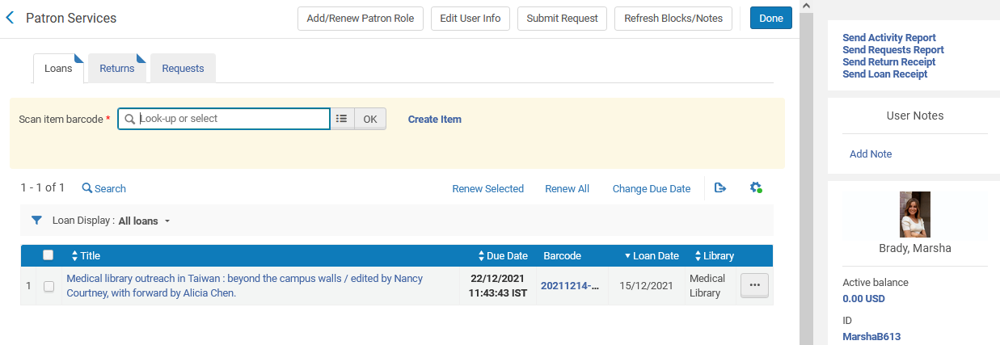 Patron Services
Add/Renew Patron Role
Edit User Info
Submit Request
Refresh Blocks/Notes
Done
Loans
Returns
Requests
Scan item barcode *
Look-up or select
OK
Create Item
1 - 1 of 1
Search
Renew Selected
Renew All
Change Due Date
Loan Display : All loans
Title
Due Date
Barcode
Loan Date
Library
1
Medical library outreach in Taiwan : beyond the campus walls / edited by Nancy
Courtney, with forward by Alicia Chen.
22/12/2021
11:43:43 IST
20211214-...
15/12/2021
Medical
Library
Send Activity Report
Send Requests Report
Send Return Receipt
Send Loan Receipt
User Notes
Add Note
Brady, Marsha
Active balance
0.00 USD
ID
MarshaB613